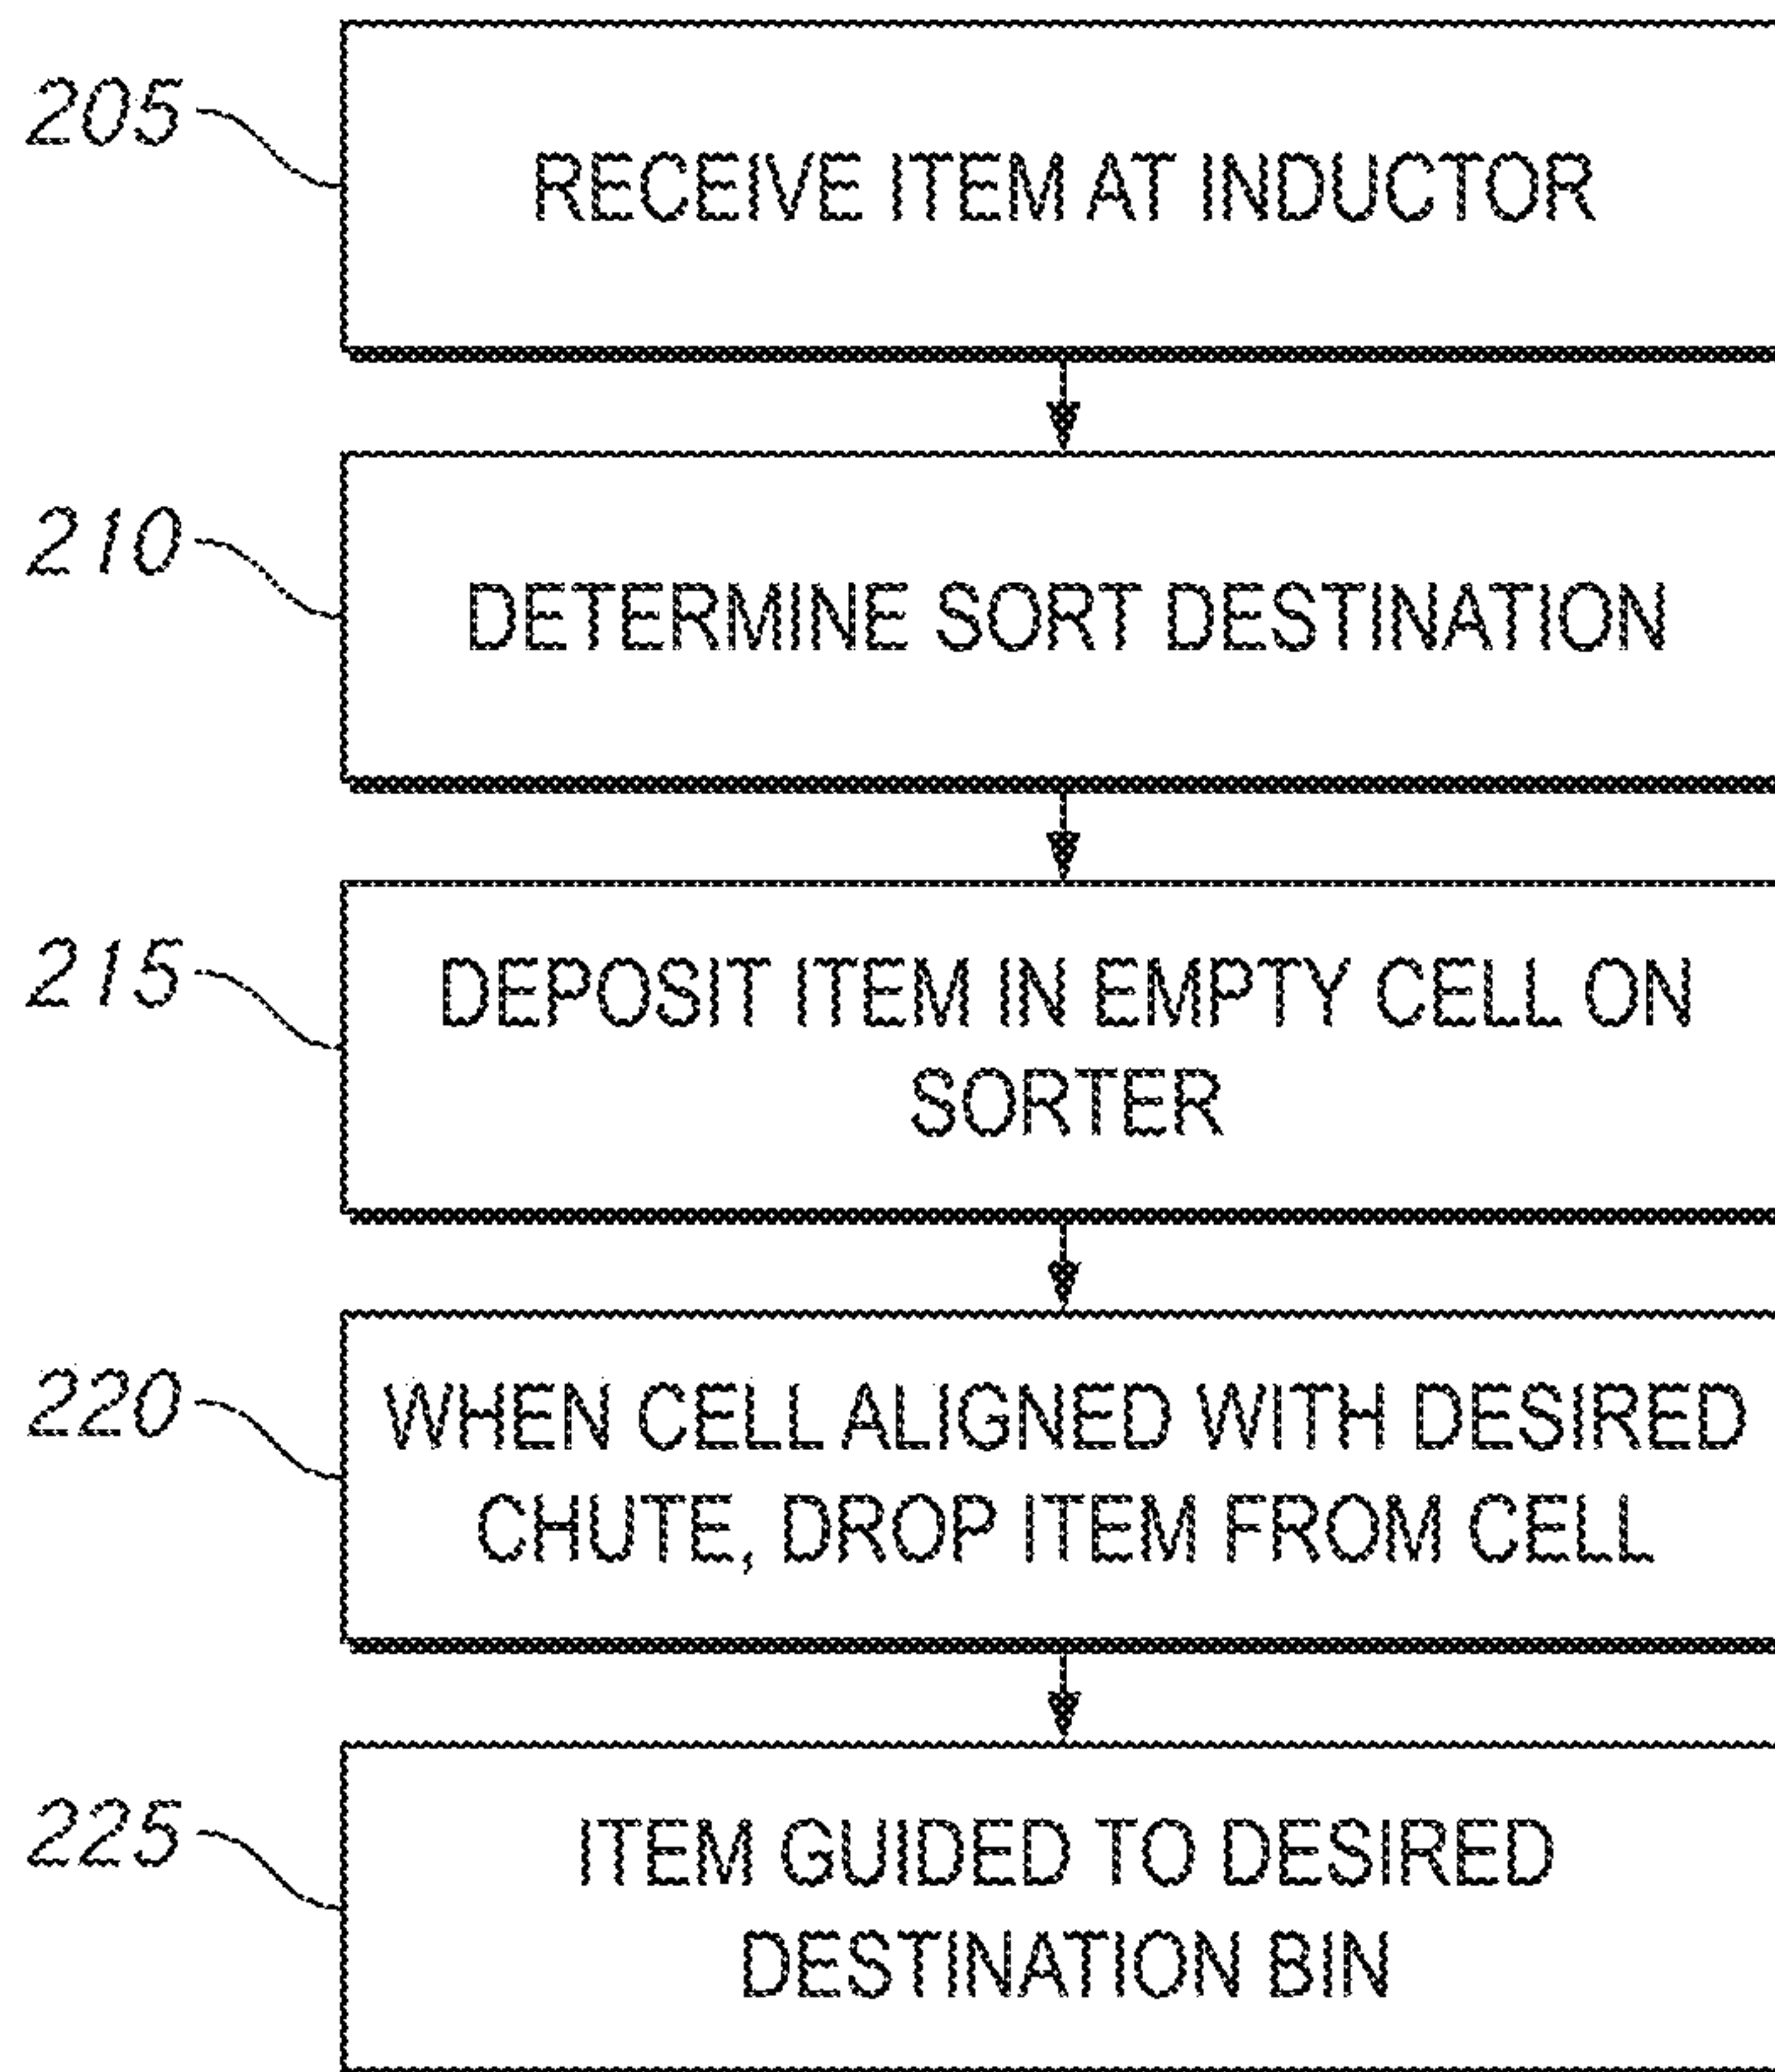 205
RECEIVE ITEM AT INDUCTOR
210
DETERMINE SORT DESTINATION
215
DEPOSIT ITEM IN EMPTY CELL ON
SORTER
220
WHEN CELL ALIGNED WITH DESIRED
CHUTE, DROP ITEM FROM CELL
225
ITEM GUIDED TO DESIRED
DESTINATION BIN